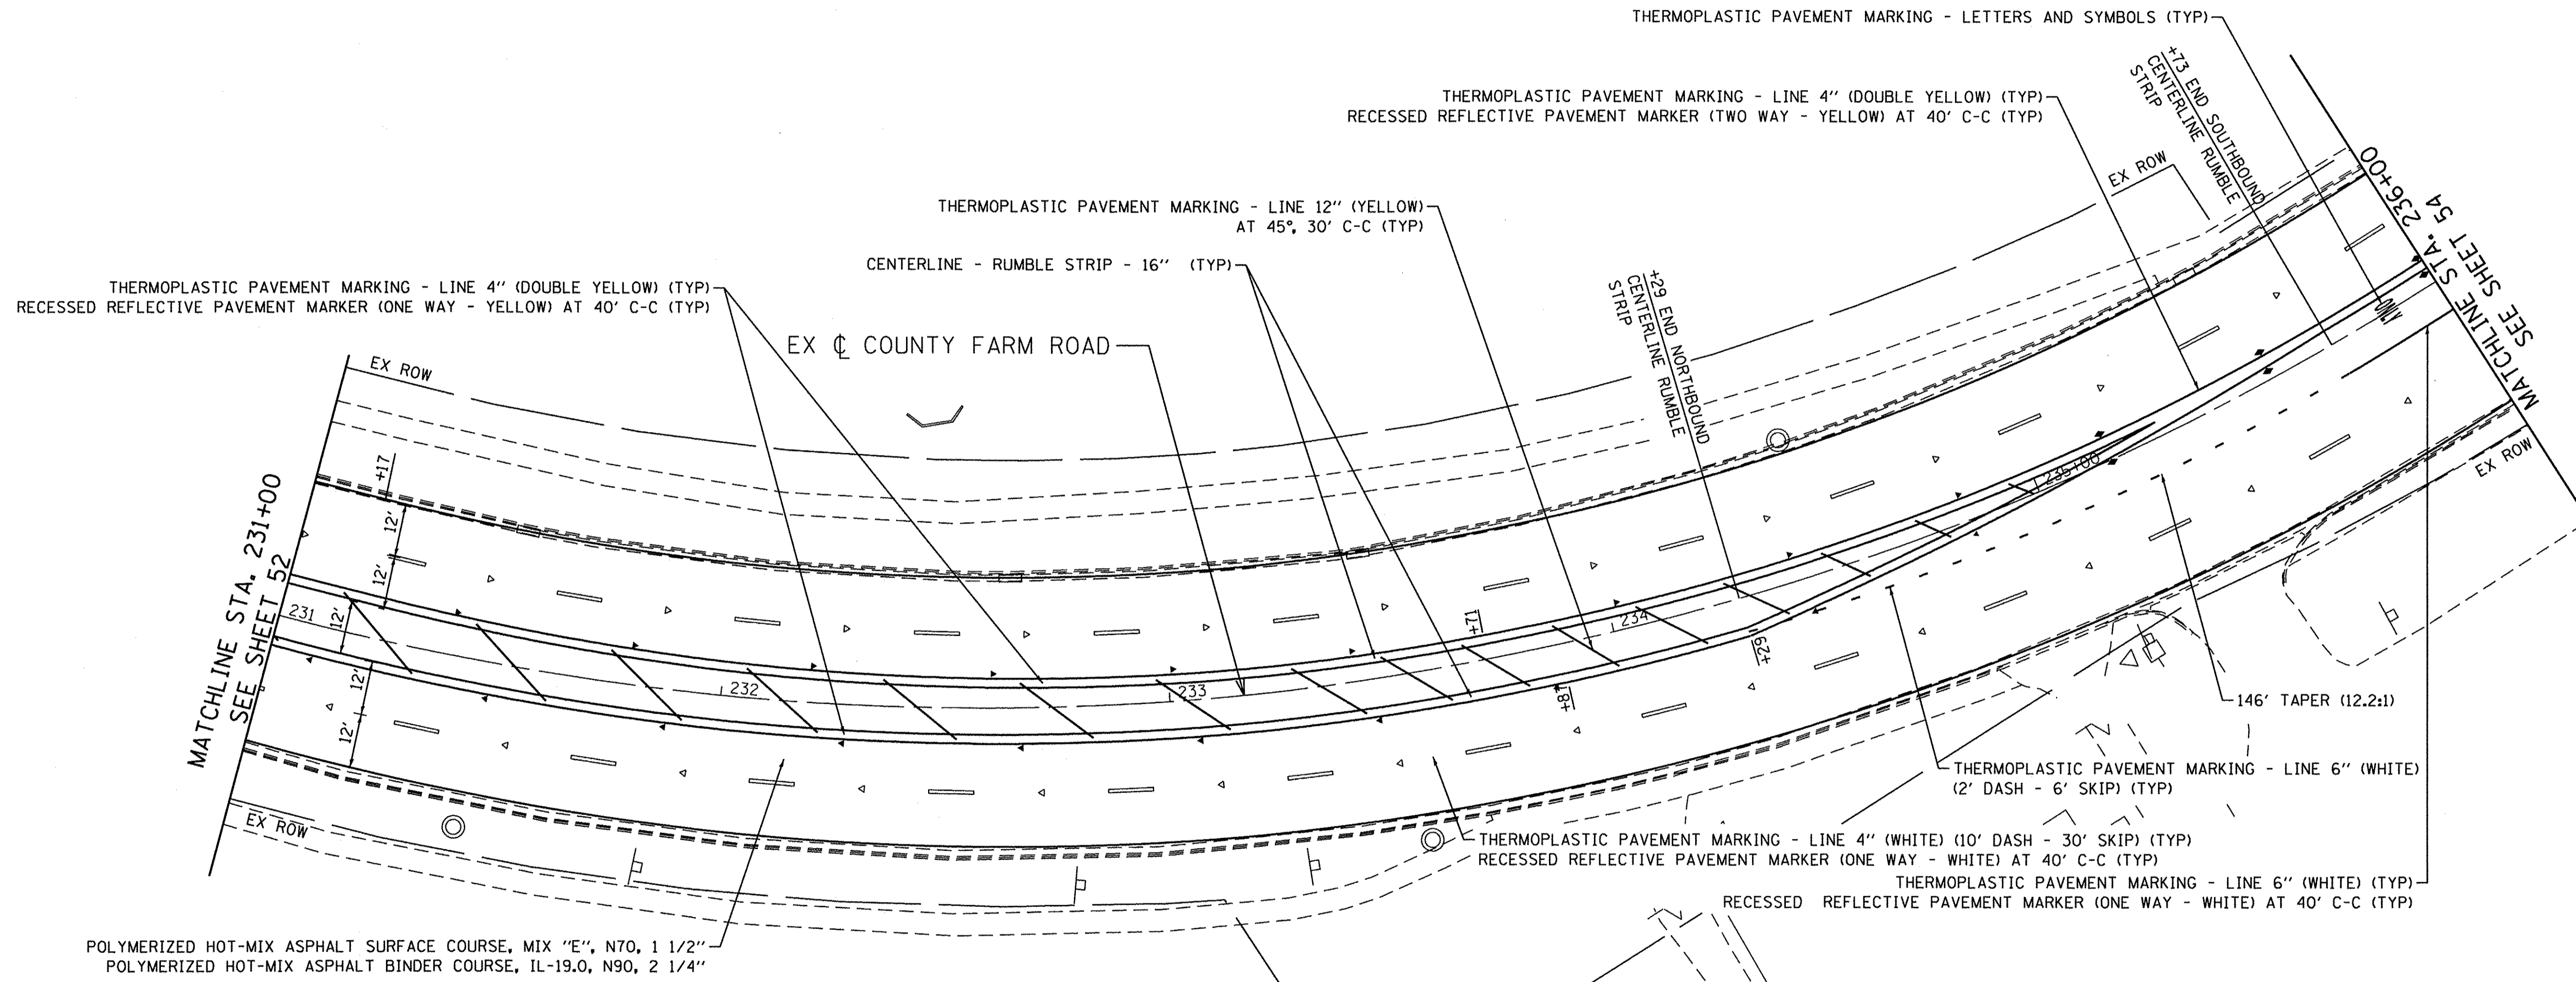 THERMOPLASTIC PAVEMENT MARKING - LETTERS AND SYMBOLS (TYP)
+73 END SOUTHBOUND
CENTERLINE RUMBLE
STRIP
THERMOPLASTIC PAVEMENT MARKING - LINE 4" (DOUBLE YELLOW) (TYP)
RECESSED REFLECTIVE PAVEMENT MARKER (TWO WAY - YELLOW) AT 40' C-C (TYP)
EX ROW
MATCHLINE STA. 236+00
SEE SHEET 54
THERMOPLASTIC PAVEMENT MARKING - LINE 12" (YELLOW)
AT 45°, 30' C-C (TYP)
CENTERLINE - RUMBLE STRIP - 16" (TYP)
+29 END NORTHBOUND
CENTERLINE RUMBLE
STRIP
THERMOPLASTIC PAVEMENT MARKING - LINE 4" (DOUBLE YELLOW) (TYP)
RECESSED REFLECTIVE PAVEMENT MARKER (ONE WAY - YELLOW) AT 40' C-C (TYP)
EX ℄ COUNTY FARM ROAD
ONLY
EX ROW
+17
12'
12'
MATCHLINE STA. 231+00
SEE SHEET 52
231
12'
12'
12'
232
233
234
235+00
+71
+81
+29
EX ROW
146' TAPER (12.2:1)
THERMOPLASTIC PAVEMENT MARKING - LINE 6" (WHITE)
(2' DASH - 6' SKIP) (TYP)
EX ROW
THERMOPLASTIC PAVEMENT MARKING - LINE 4" (WHITE) (10' DASH - 30' SKIP) (TYP)
RECESSED REFLECTIVE PAVEMENT MARKER (ONE WAY - WHITE) AT 40' C-C (TYP)
THERMOPLASTIC PAVEMENT MARKING - LINE 6" (WHITE) (TYP)
RECESSED REFLECTIVE PAVEMENT MARKER (ONE WAY - WHITE) AT 40' C-C (TYP)
POLYMERIZED HOT-MIX ASPHALT SURFACE COURSE, MIX "E", N70, 1 1/2"
POLYMERIZED HOT-MIX ASPHALT BINDER COURSE, IL-19.0, N90, 2 1/4"